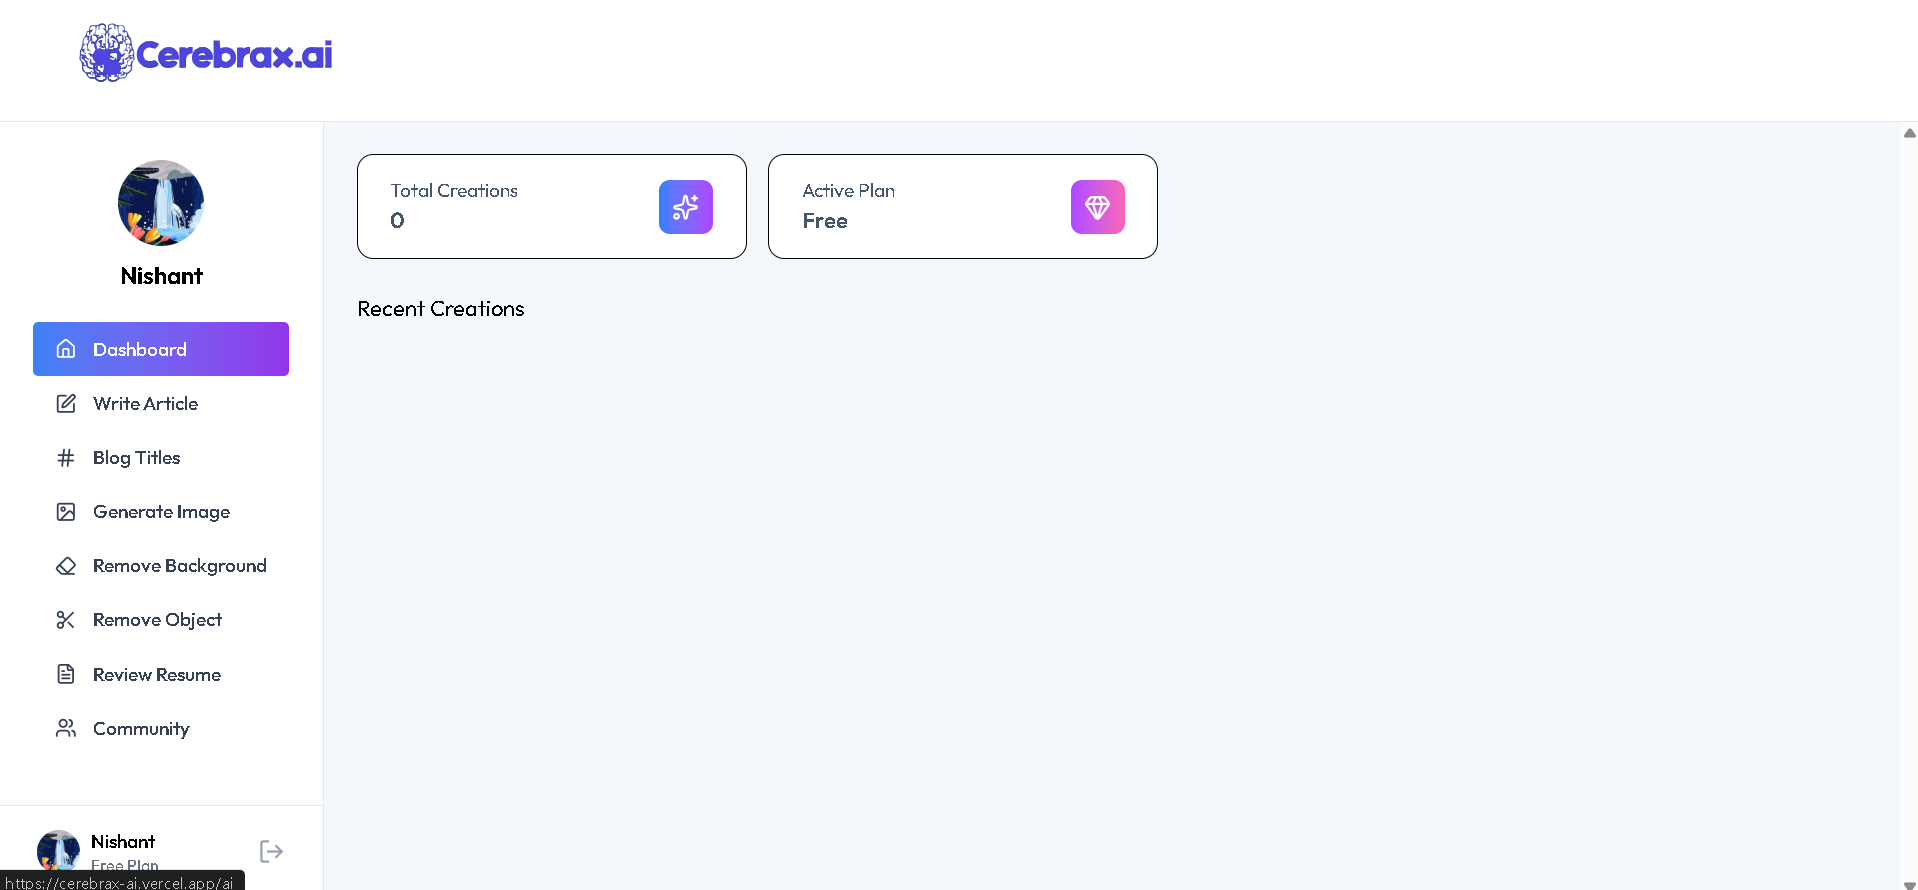 Cerebrax.ai
Nishant
Dashboard
Write Article
Blog Titles
Generate Image
Remove Background
Remove Object
Review Resume
Community
Nishant
Free Plan
https://cerebrax-ai.vercel.app/ai
Total Creations
0
Active Plan
Free
Recent Creations